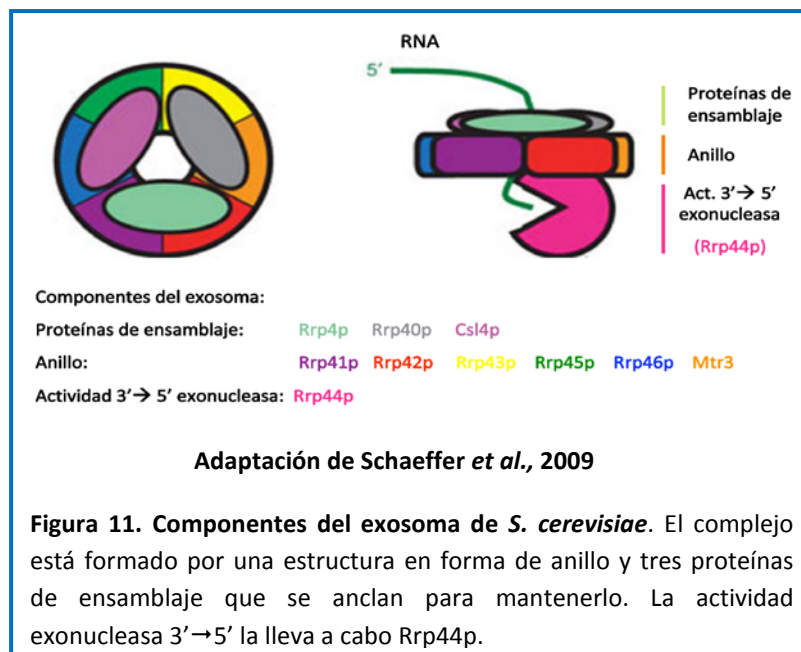 RNA
5’
Proteínas de
ensamblaje
Anillo
Act. 3’→ 5’
exonucleasa
(Rrp44p)
Componentes del exosoma:
Proteínas de ensamblaje: Rrp4p Rrp40p Csl4p
Anillo: Rrp41p Rrp42p Rrp43p Rrp45p Rrp46p Mtr3
Actividad 3’→ 5’ exonucleasa: Rrp44p
Adaptación de Schaeffer et al., 2009
Figura 11. Componentes del exosoma de S. cerevisiae. El complejo
está formado por una estructura en forma de anillo y tres proteínas
de ensamblaje que se anclan para mantenerlo. La actividad
exonucleasa 3’→5’ la lleva a cabo Rrp44p.